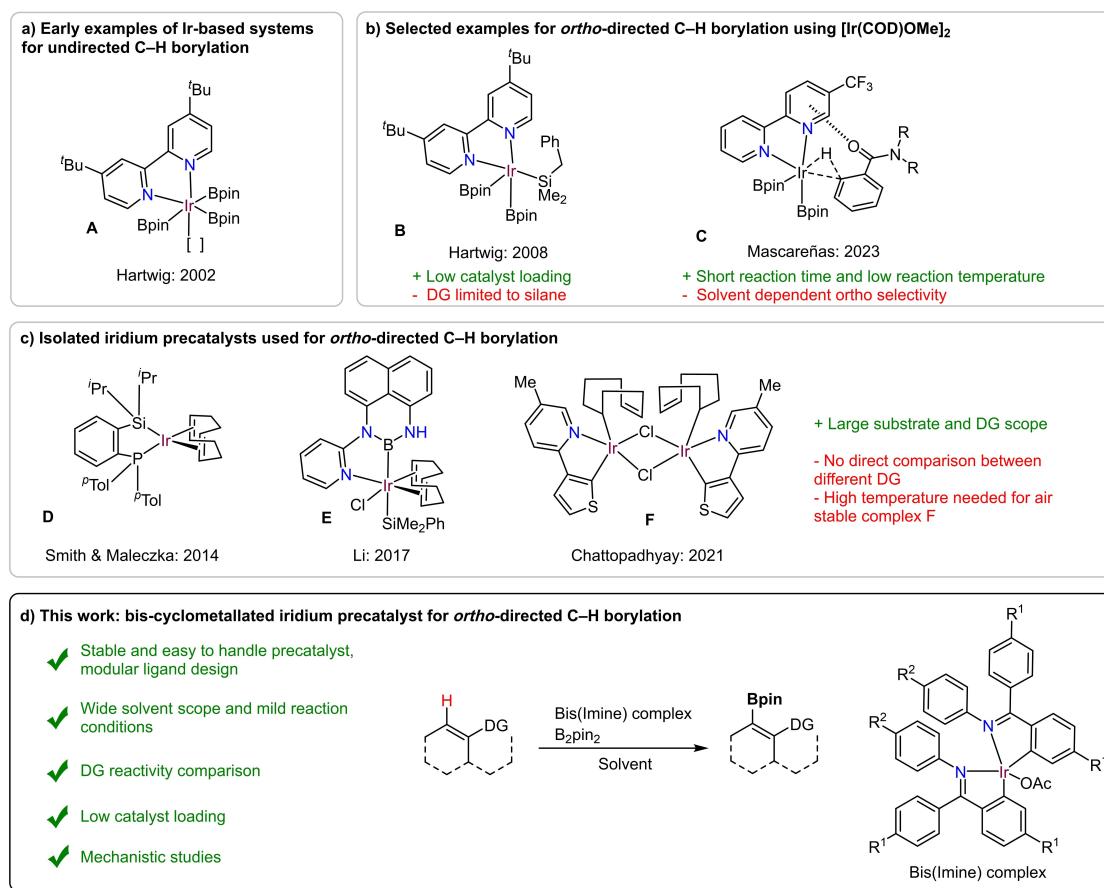 a) Early examples of Ir-based systems
for undirected C–H borylation
tBu
tBu
N
N
Ir
Bpin
Bpin
Bpin
[ ]
A
Hartwig: 2002
b) Selected examples for ortho-directed C–H borylation using [Ir(COD)OMe]2
tBu
tBu
N
N
Ph
Ir
Si
Bpin
Me2
Bpin
B
Hartwig: 2008
+ Low catalyst loading
- DG limited to silane
CF3
N
N
H
O
N
R
R
Ir
Bpin
Bpin
C
Mascareñas: 2023
+ Short reaction time and low reaction temperature
- Solvent dependent ortho selectivity
c) Isolated iridium precatalysts used for ortho-directed C–H borylation
iPr
iPr
Si
Ir
P
pTol
pTol
D
Smith & Maleczka: 2014
N
NH
B
N
Ir
Cl
SiMe2Ph
E
Li: 2017
Me
Me
N
Ir
Cl
Ir
N
Cl
S
S
F
Chattopadhyay: 2021
+ Large substrate and DG scope
- No direct comparison between
different DG
- High temperature needed for air
stable complex F
d) This work: bis-cyclometallated iridium precatalyst for ortho-directed C–H borylation
Stable and easy to handle precatalyst,
modular ligand design
Wide solvent scope and mild reaction
conditions
DG reactivity comparison
Low catalyst loading
Mechanistic studies
H
DG
Bis(Imine) complex
B2pin2
Solvent
Bpin
DG
R1
R2
R2
N
N
Ir
OAc
R1
R1
R1
Bis(Imine) complex